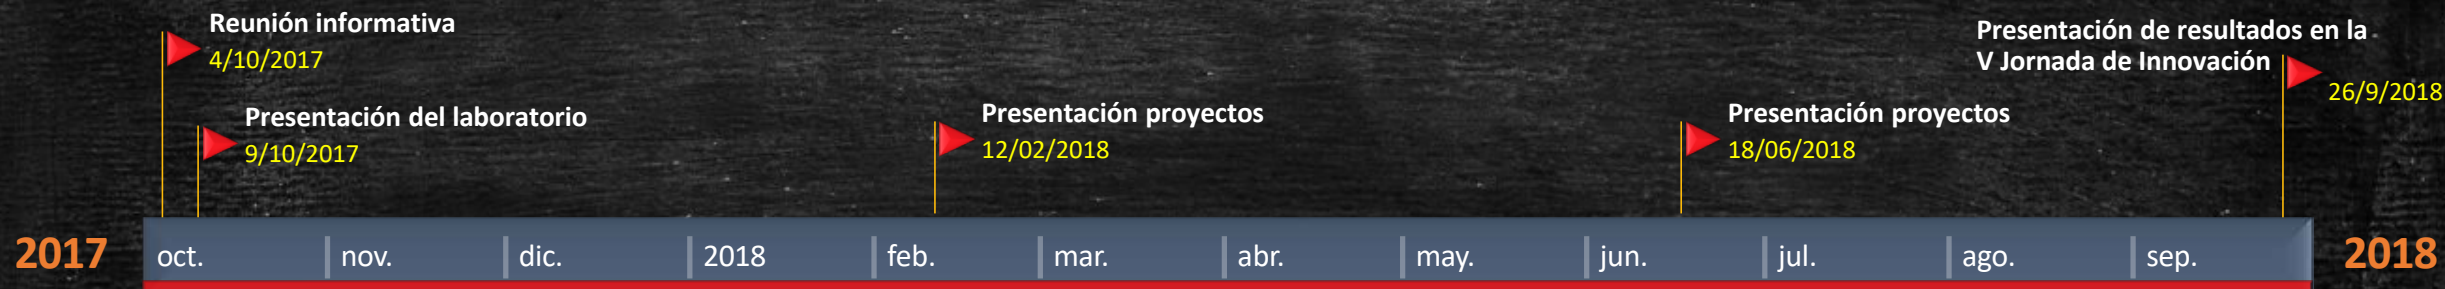 Reunión informativa
4/10/2017
Presentación del laboratorio
9/10/2017
Presentación proyectos
12/02/2018
Presentación proyectos
18/06/2018
Presentación de resultados en la
V Jornada de Innovación
26/9/2018
2017 oct. nov. dic. 2018 feb. mar. abr. may. jun. jul. ago. sep. 2018